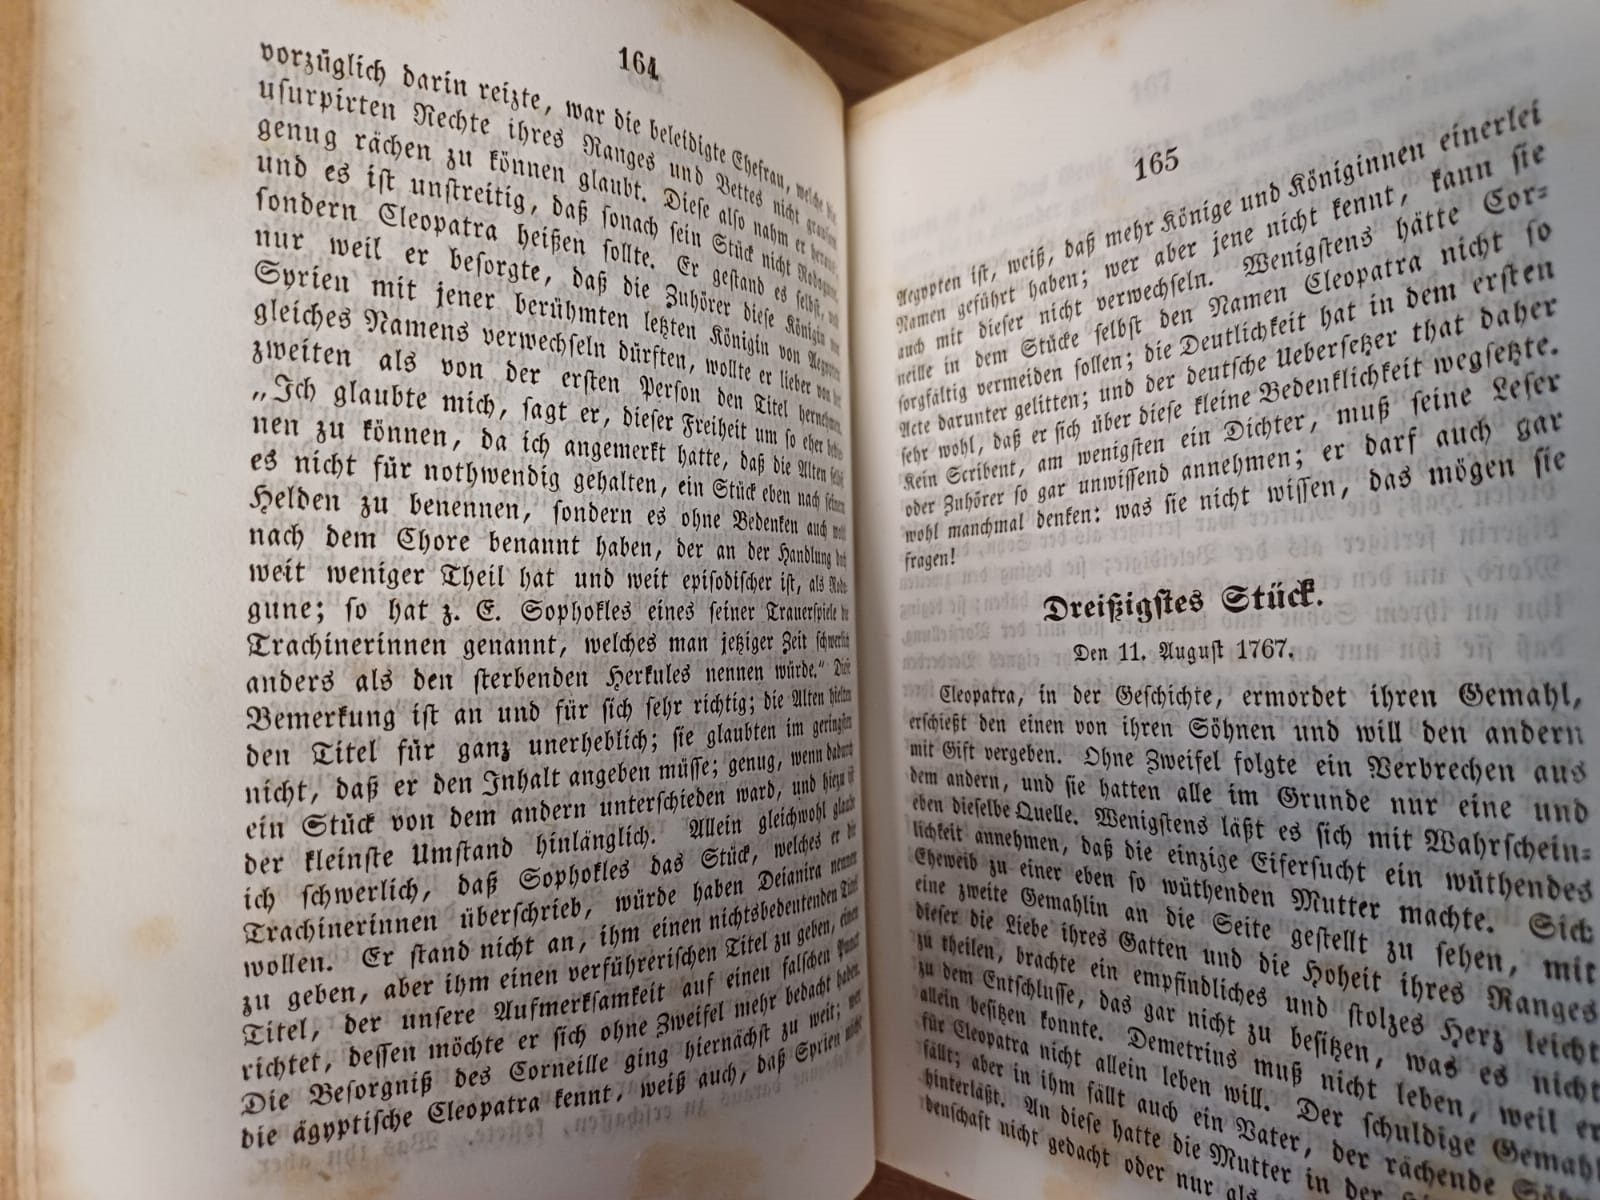 164
vorzüglich darin reizte, war die beleidigte Ehefrau, welche die
usurpirten Rechte ihres Ranges und Bettes nicht grausam
genug rächen zu können glaubt. Diese also nahm er heraus;
und es ist unstreitig, daß sonach sein Stück nicht Rodogune,
sondern Cleopatra heißen sollte. Er gestand es selbst, und
nur weil er besorgte, daß die Zuhörer diese Königin von
Syrien mit jener berühmten letzten Königin von Aegypten
gleiches Namens verwechseln dürften, wollte er lieber von der
zweiten als von der ersten Person den Titel hernehmen.
„Ich glaubte mich, sagt er, dieser Freiheit um so eher bedie-
nen zu können, da ich angemerkt hatte, daß die Alten selbst
es nicht für nothwendig gehalten, ein Stück eben nach seinem
Helden zu benennen, sondern es ohne Bedenken auch wohl
nach dem Chore benannt haben, der an der Handlung doch
weit weniger Theil hat und weit episodischer ist, als Rodo-
gune; so hat z. E. Sophokles eines seiner Trauerspiele die
Trachinerinnen genannt, welches man jetziger Zeit schwerlich
anders als den sterbenden Herkules nennen würde.“ Diese
Bemerkung ist an und für sich sehr richtig; die Alten hielten
den Titel für ganz unerheblich; sie glaubten im geringsten
nicht, daß er den Inhalt angeben müsse; genug, wenn dadurch
ein Stück von dem andern unterschieden ward, und hiezu ist
der kleinste Umstand hinlänglich. Allein gleichwohl glaube
ich schwerlich, daß Sophokles das Stück, welches er die
Trachinerinnen überschrieb, würde haben Deianira nennen
wollen. Er stand nicht an, ihm einen nichtsbedeutenden Titel
zu geben, aber ihm einen verführerischen Titel zu geben, einen
Titel, der unsere Aufmerksamkeit auf einen falschen Punct
richtet, dessen möchte er sich ohne Zweifel mehr bedacht haben.
Die Besorgniß des Corneille ging hiernächst zu weit; wer
die ägyptische Cleopatra kennt, weiß auch, daß Syrien nicht
165
Aegypten ist, weiß, daß mehr Könige und Königinnen einerlei
Namen geführt haben; wer aber jene nicht kennt, kann sie
auch mit dieser nicht verwechseln. Wenigstens hätte Cor-
neille in dem Stücke selbst den Namen Cleopatra nicht so
sorgfältig vermeiden sollen; die Deutlichkeit hat in dem ersten
Acte darunter gelitten; und der deutsche Uebersetzer that daher
sehr wohl, daß er sich über diese kleine Bedenklichkeit wegsetzte.
Kein Scribent, am wenigsten ein Dichter, muß seine Leser
oder Zuhörer so gar unwissend annehmen; er darf auch gar
wohl manchmal denken: was sie nicht wissen, das mögen sie
fragen!
Dreißigstes Stück.
Den 11. August 1767.
Cleopatra, in der Geschichte, ermordet ihren Gemahl,
erschießt den einen von ihren Söhnen und will den andern
mit Gift vergeben. Ohne Zweifel folgte ein Verbrechen aus
dem andern, und sie hatten alle im Grunde nur eine und
eben dieselbe Quelle. Wenigstens läßt es sich mit Wahrschein-
lichkeit annehmen, daß die einzige Eifersucht ein wüthendes
Eheweib zu einer eben so wüthenden Mutter machte. Sich
eine zweite Gemahlin an die Seite gestellt zu sehen, mit
dieser die Liebe ihres Gatten und die Hoheit ihres Ranges
zu theilen, brachte ein empfindliches und stolzes Herz leicht
zu dem Entschlusse, das gar nicht zu besitzen, was es nicht
allein besitzen konnte. Demetrius muß nicht leben, weil er
für Cleopatra nicht allein leben will. Der schuldige Gemahl
fällt; aber in ihm fällt auch ein Vater, der rächende Söhne
hinterläßt. An diese hatte die Mutter in der
denschaft nicht gedacht oder nur als